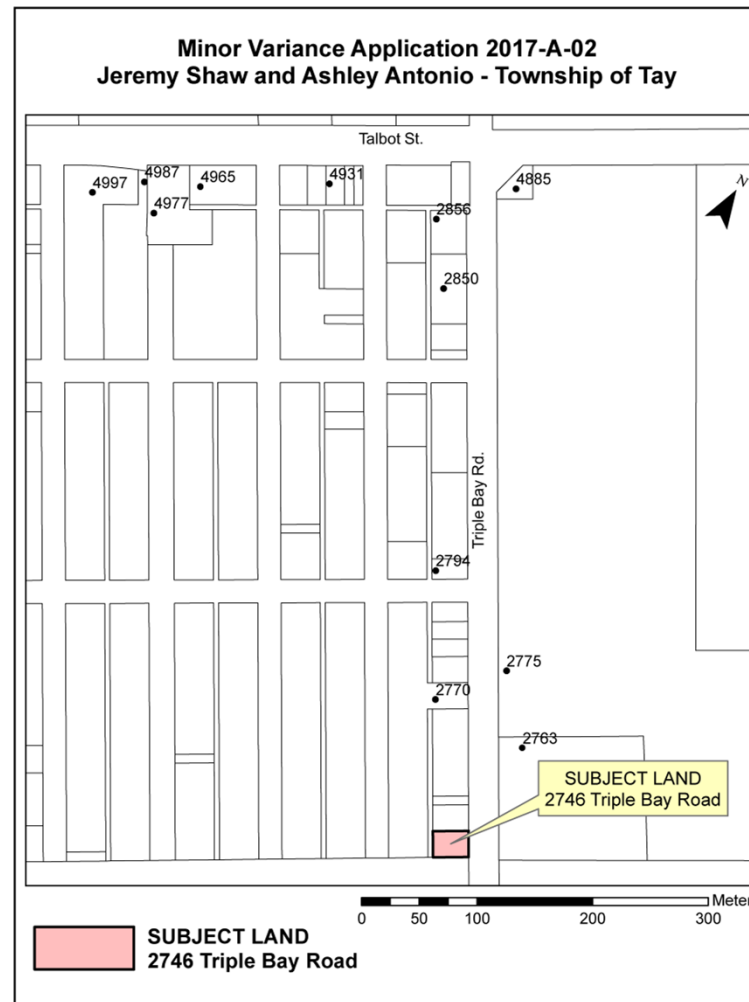 Minor Variance Application 2017-A-02
Jeremy Shaw and Ashley Antonio - Township of Tay
Talbot St.
4997
4987
4965
4931
4885
4977
2856
N
2850
Triple Bay Rd.
2794
2775
2770
2763
SUBJECT LAND
2746 Triple Bay Road
Meter
0 50 100 200 300
SUBJECT LAND
2746 Triple Bay Road